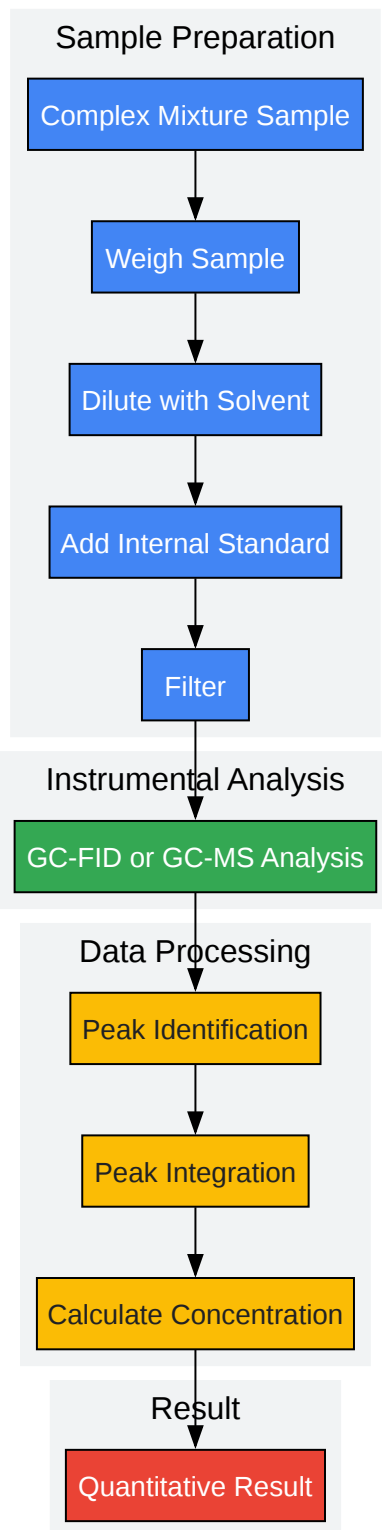 Sample Preparation
Complex Mixture Sample
Weigh Sample
Dilute with Solvent
Add Internal Standard
Filter
Instrumental Analysis
GC-FID or GC-MS Analysis
Data Processing
Peak Identification
Peak Integration
Calculate Concentration
Result
Quantitative Result